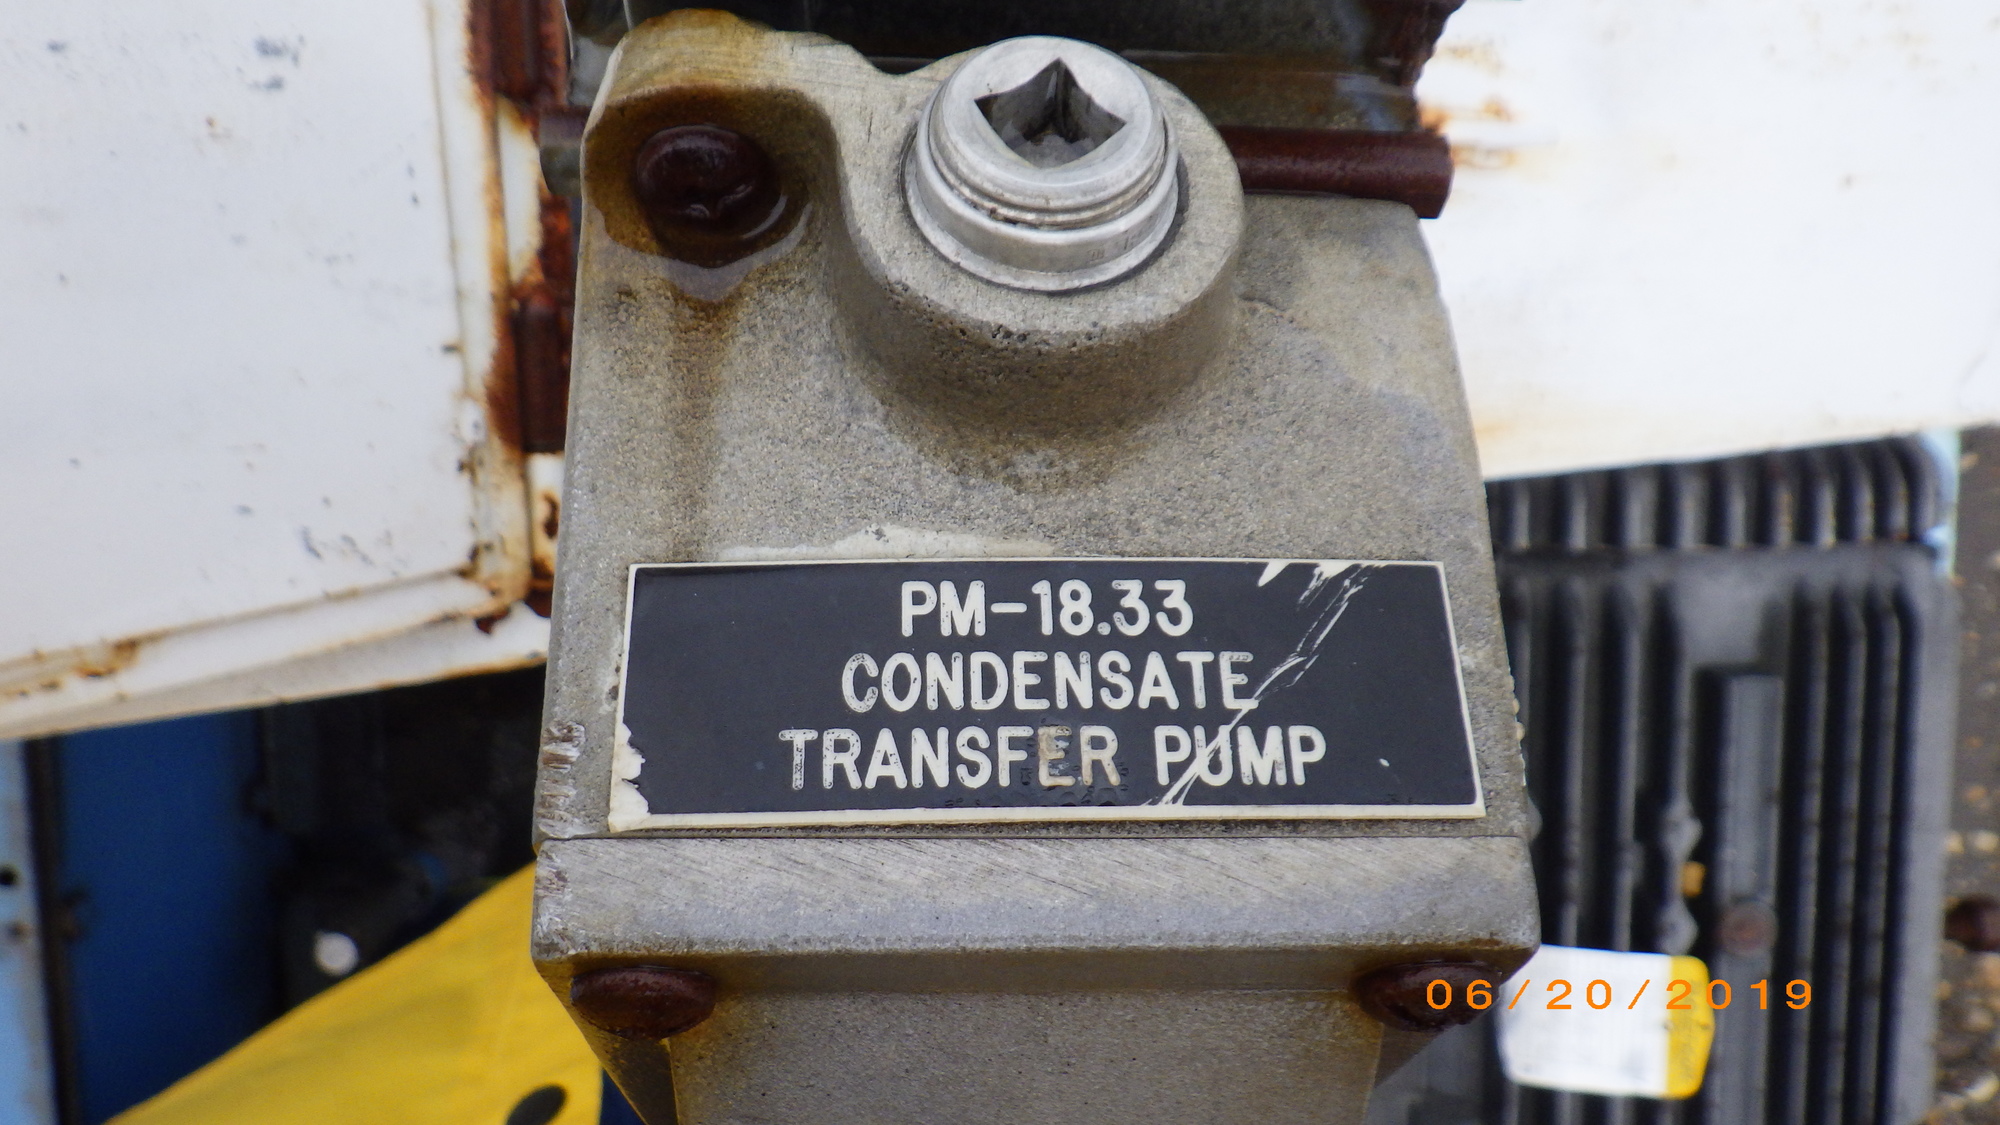 PM-18.33
CONDENSATE
TRANSFER PUMP
06/20/2019